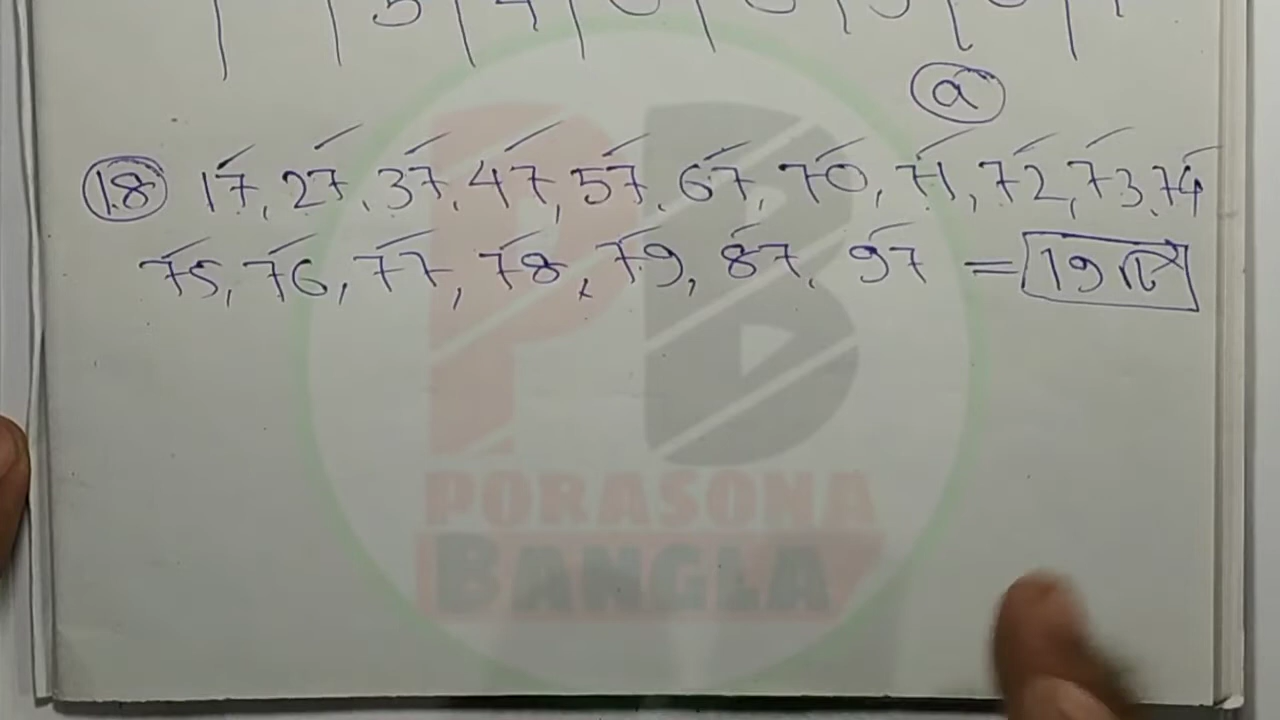 a
18 17, 27, 37, 47, 57, 67, 70, 71, 72, 73, 74
75, 76, 77, 78, 79, 87, 97 = 19 টি
PB
PORASONA
BANGLA